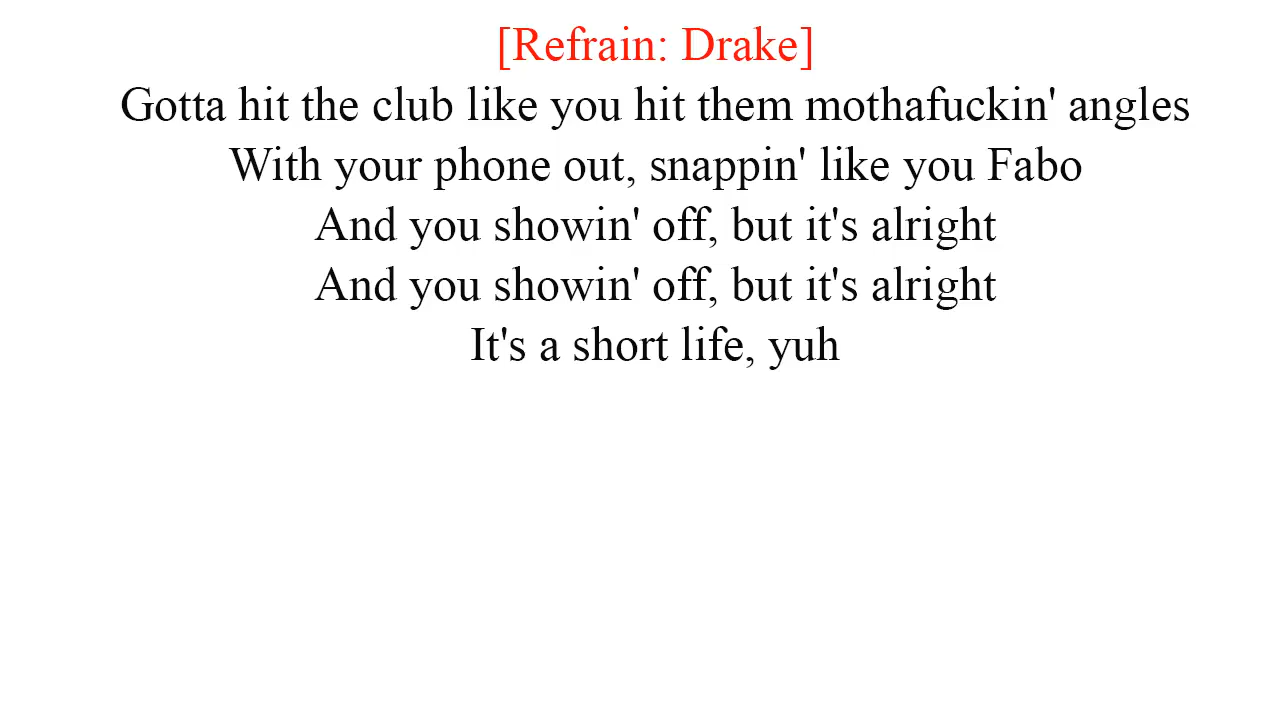 [Refrain: Drake]
Gotta hit the club like you hit them mothafuckin' angles
With your phone out, snappin' like you Fabo
And you showin' off, but it's alright
And you showin' off, but it's alright
It's a short life, yuh